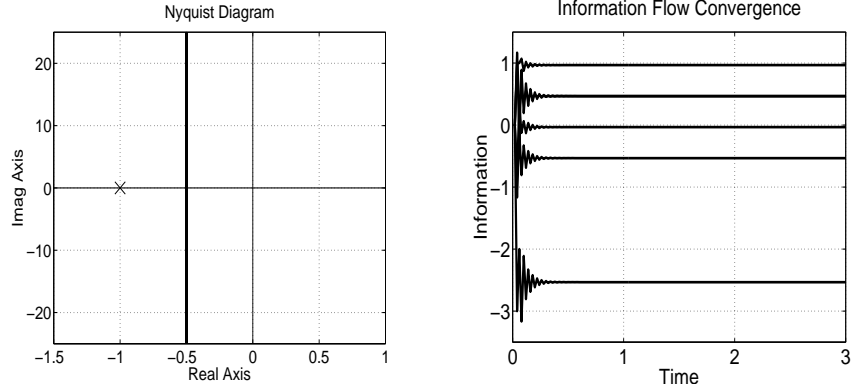 Nyquist Diagram
20
10
0
−10
−20
Imag Axis
−1.5 −1 −0.5 0 0.5 1
Real Axis
Information Flow Convergence
1
0
−1
−2
−3
Information
0 1 2 3
Time